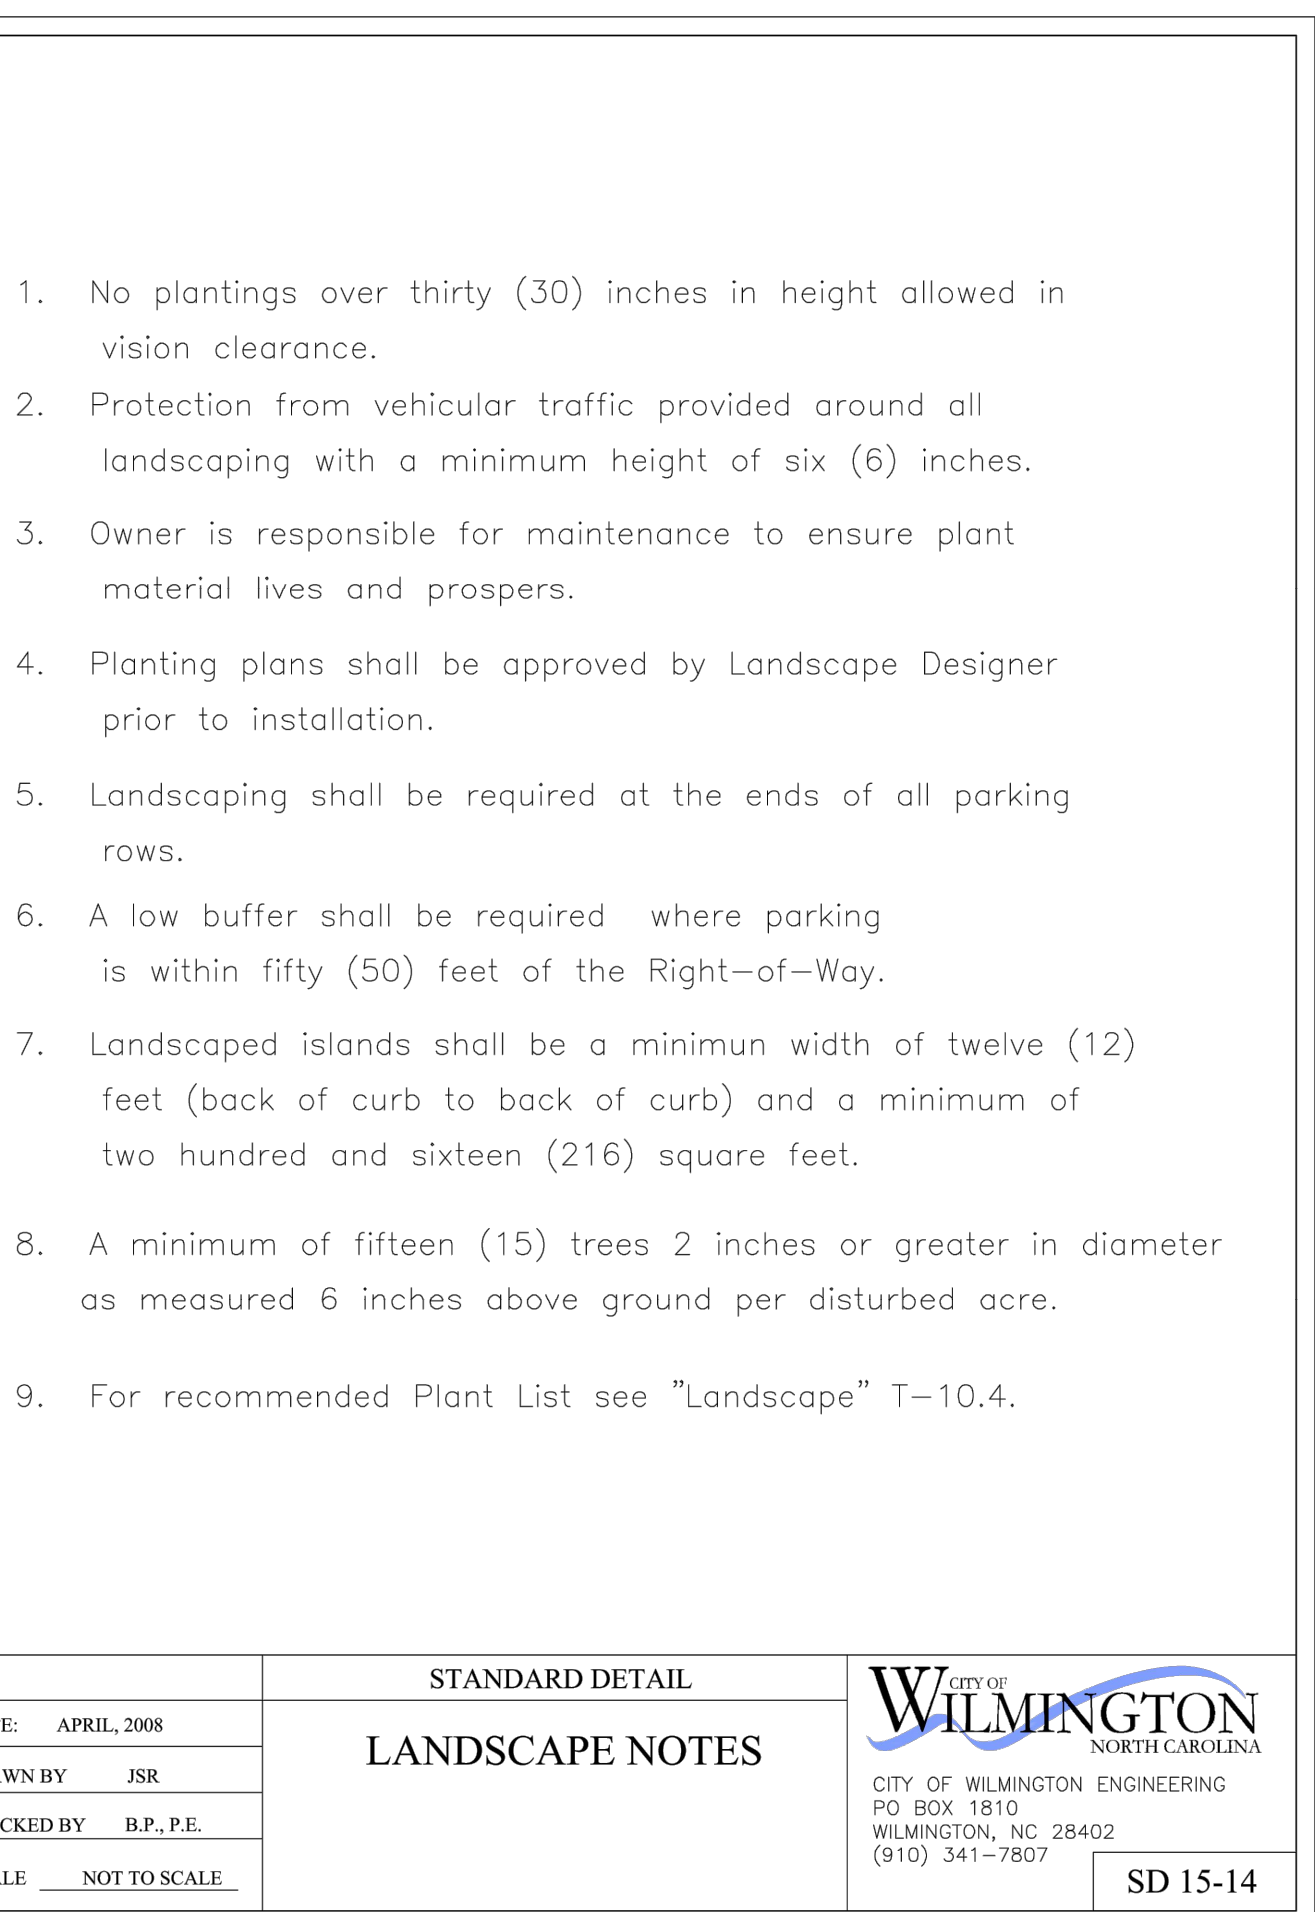 1. No plantings over thirty (30) inches in height allowed in
vision clearance.
2. Protection from vehicular traffic provided around all
landscaping with a minimum height of six (6) inches.
3. Owner is responsible for maintenance to ensure plant
material lives and prospers.
4. Planting plans shall be approved by Landscape Designer
prior to installation.
5. Landscaping shall be required at the ends of all parking
rows.
6. A low buffer shall be required where parking
is within fifty (50) feet of the Right-of-Way.
7. Landscaped islands shall be a minimun width of twelve (12)
feet (back of curb to back of curb) and a minimum of
two hundred and sixteen (216) square feet.
8. A minimum of fifteen (15) trees 2 inches or greater in diameter
as measured 6 inches above ground per disturbed acre.
9. For recommended Plant List see "Landscape" T-10.4.
E: APRIL, 2008
WN BY JSR
CKED BY B.P., P.E.
LE NOT TO SCALE
STANDARD DETAIL
LANDSCAPE NOTES
CITY OF
WILMINGTON
NORTH CAROLINA
CITY OF WILMINGTON ENGINEERING
PO BOX 1810
WILMINGTON, NC 28402
(910) 341-7807
SD 15-14